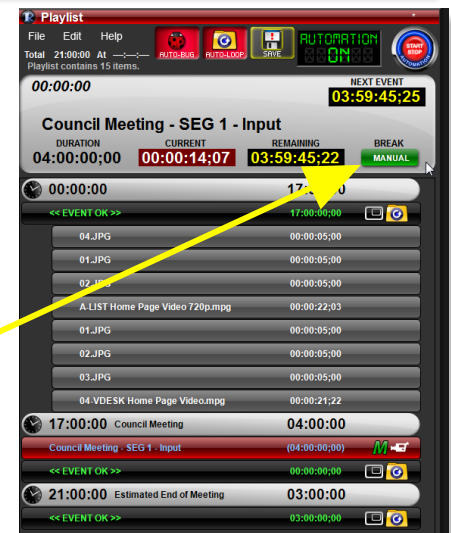 Playlist
File Edit Help
Total 21:00:00 At —:—:—
Playlist contains 15 items.
AUTO-BUG
AUTO-LOOP
SAVE
AUTOMATION
ON
START
STOP
AUTOMATION
00:00:00
NEXT EVENT
03:59:45;25
Council Meeting - SEG 1 - Input
DURATION CURRENT REMAINING BREAK
04:00:00;00 00:00:14;07 03:59:45;22 MANUAL
00:00:00
<< EVENT OK >> 17:00:00;00
04.JPG 00:00:05;00
01.JPG 00:00:05;00
02.JPG 00:00:05;00
A-LIST Home Page Video 720p.mpg 00:00:22;03
01.JPG 00:00:05;00
02.JPG 00:00:05;00
03.JPG 00:00:05;00
04-VDESK Home Page Video.mpg 00:00:21;22
17:00:00 Council Meeting 04:00:00
Council Meeting - SEG 1 - Input (04:00:00;00) M
<< EVENT OK >> 00:00:00;00
21:00:00 Estimated End of Meeting 03:00:00
<< EVENT OK >> 03:00:00;00